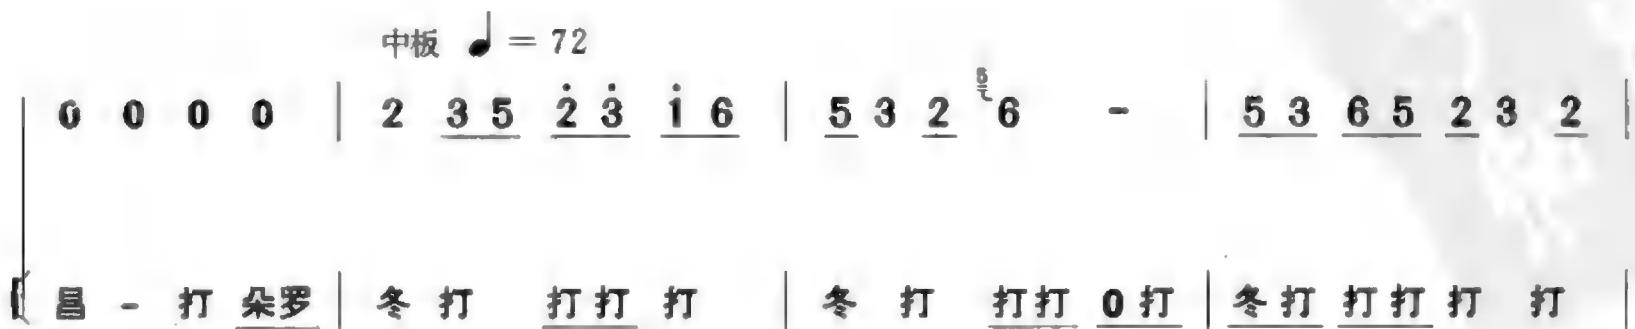 中板 ♩ = 72
0 0 0 0 | 2 3 5 2̇ 3̇ 1̇ 6 | 5 3 2 6 - | 5 3 6 5 2 3 2 |
昌 - 打 朵罗 | 冬 打 打打 打 | 冬 打 打打 0打 | 冬打 打打 打 打 |